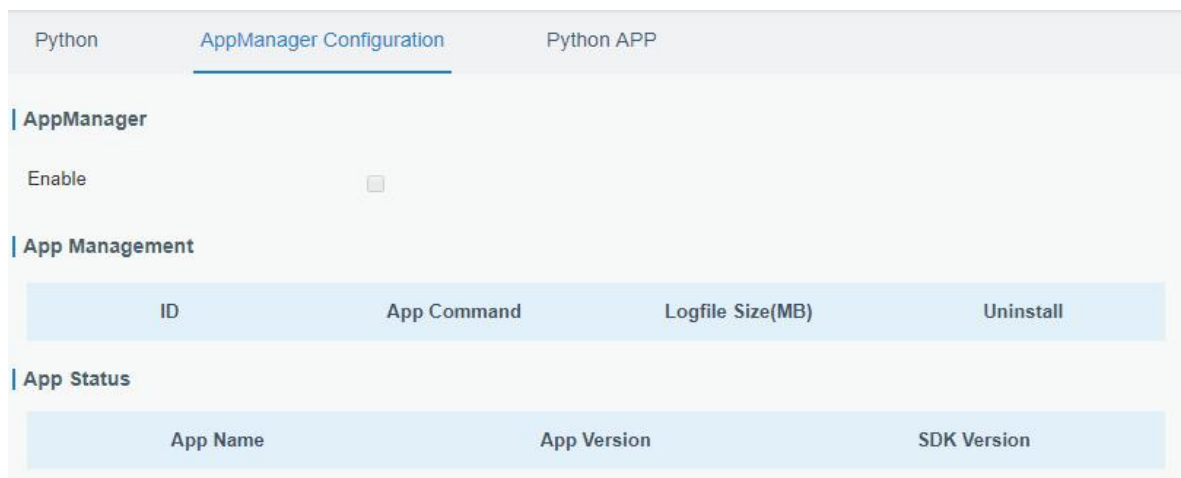 Python AppManager Configuration Python APP
AppManager
Enable
App Management
ID App Command Logfile Size(MB) Uninstall
App Status
App Name App Version SDK Version